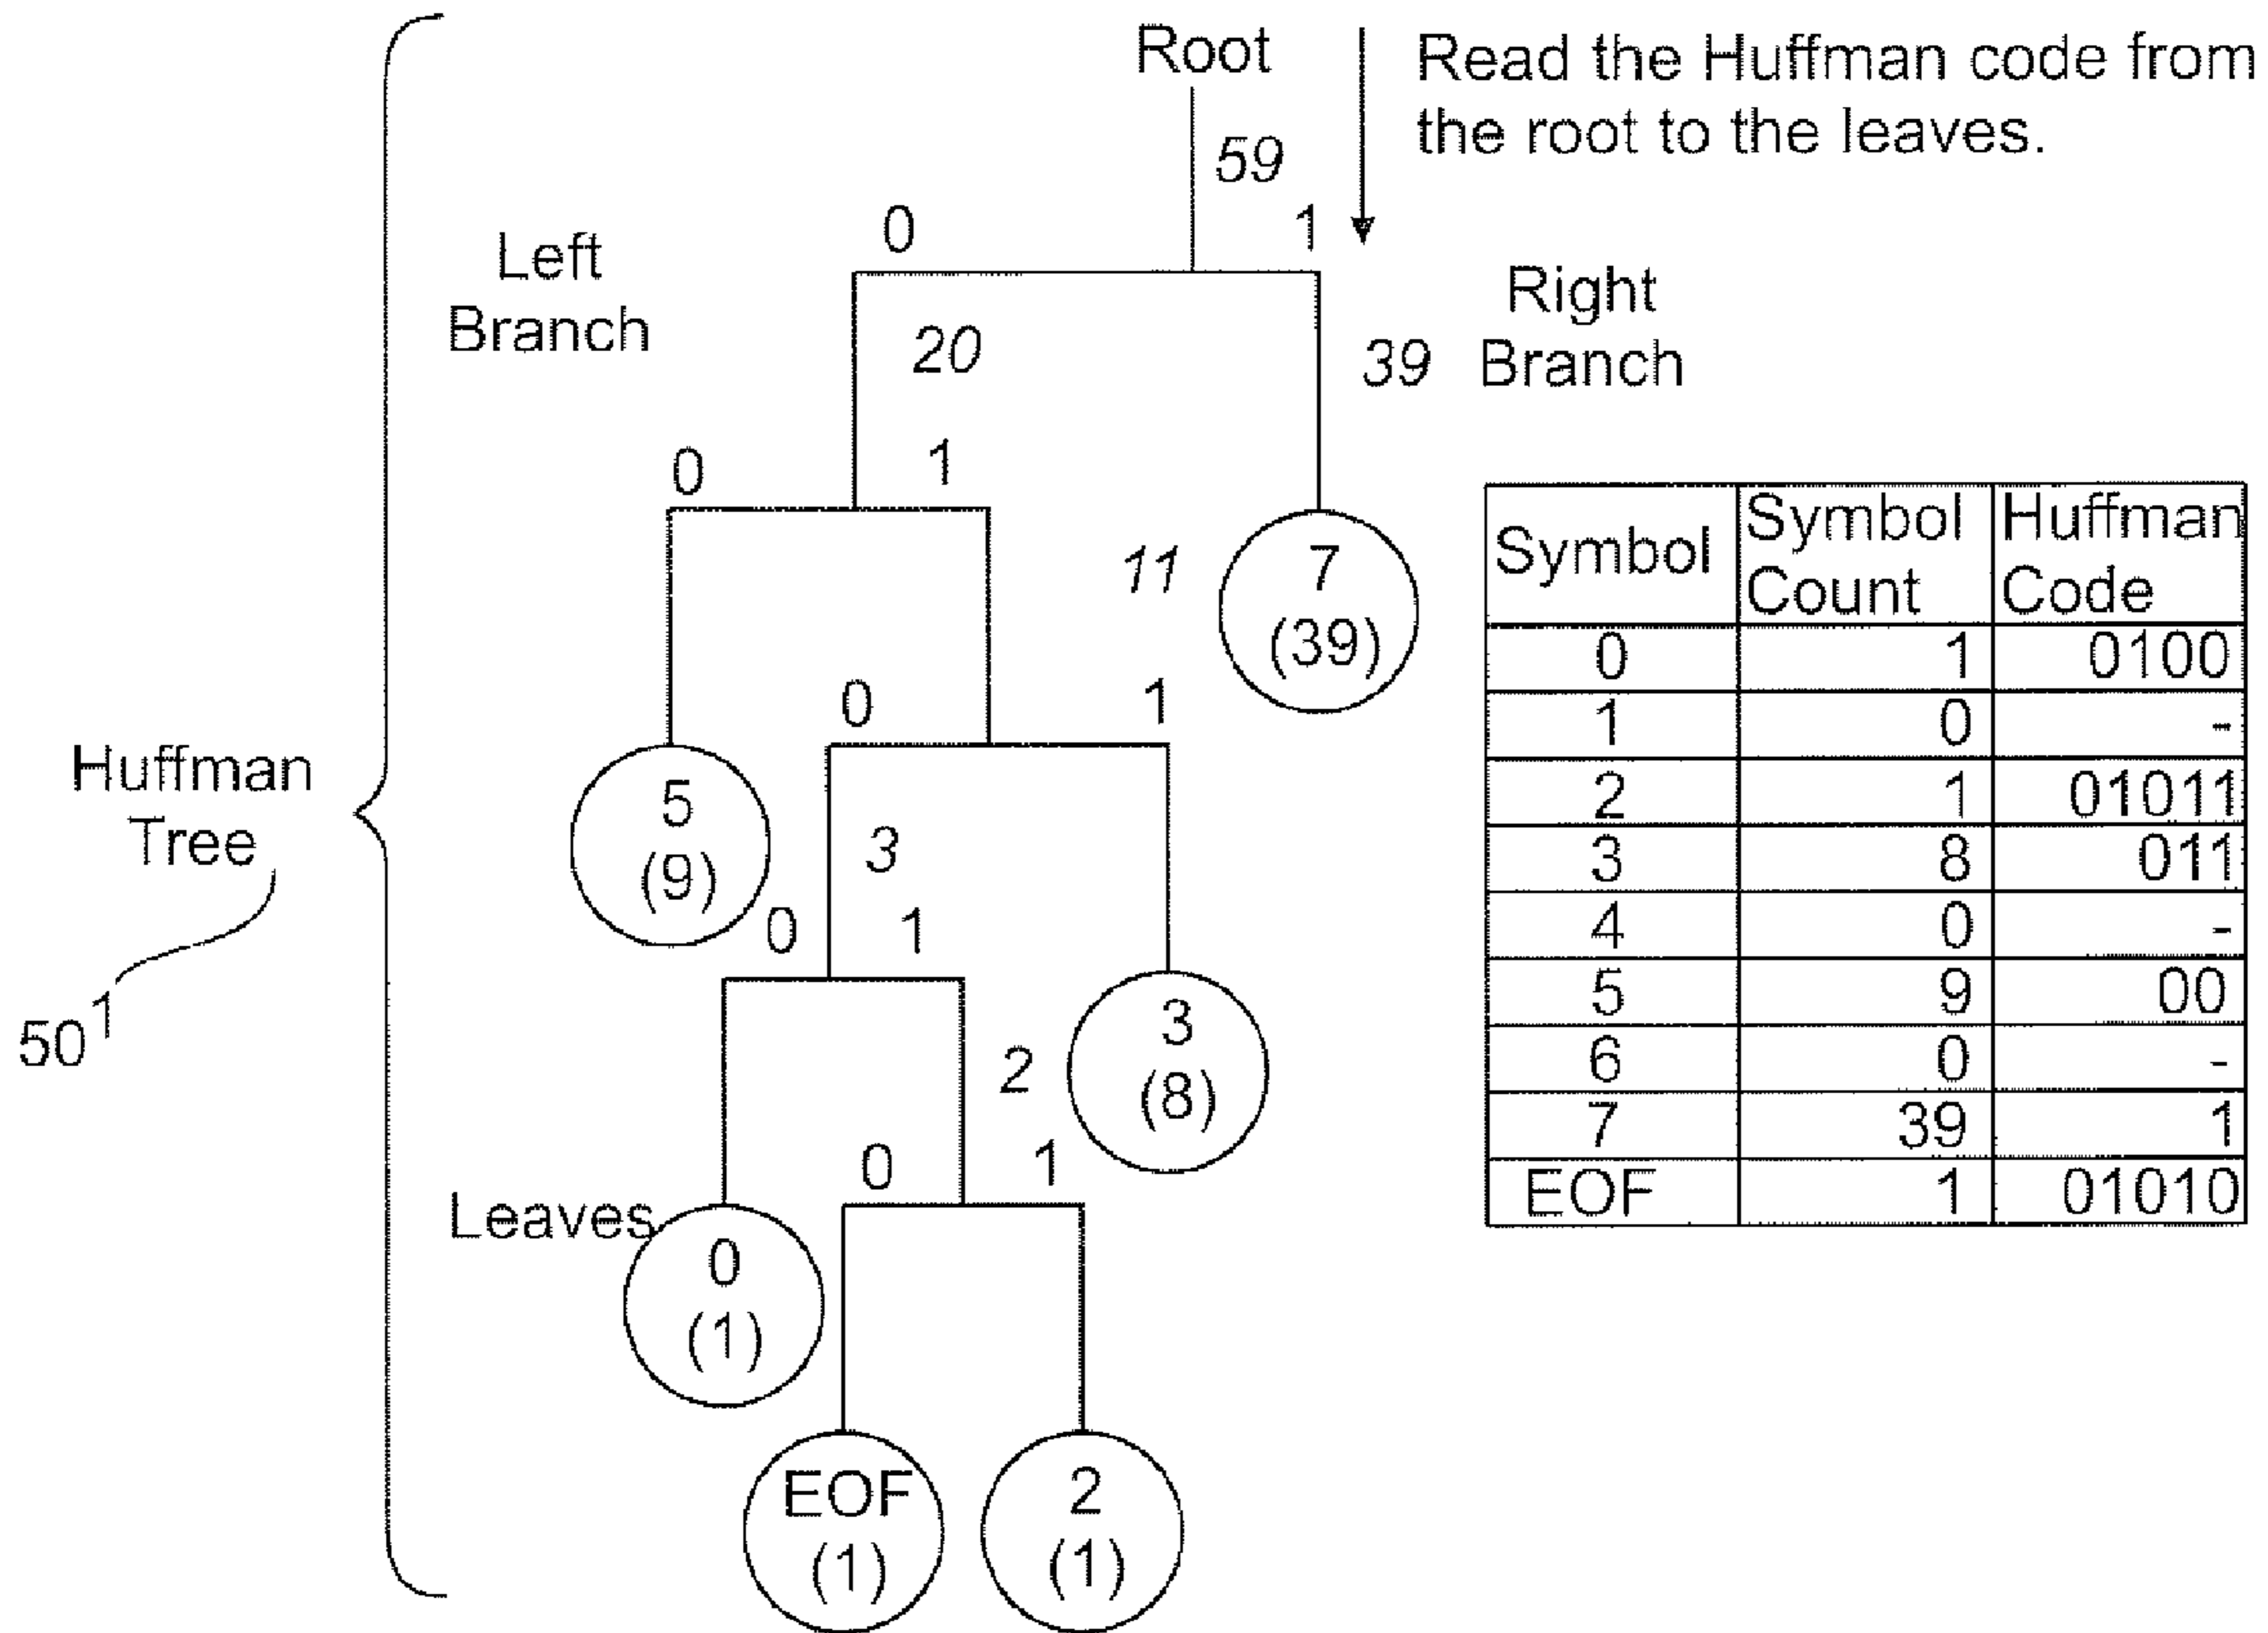 Root
Read the Huffman code from
the root to the leaves.
59
0 1
Left
Branch
Right
Branch
20
39
0 1
11
7
(39)
0 1
Huffman
Tree
5
(9)
3
0 1
501
3
(8)
2
0 1
Leaves
0
(1)
EOF
(1)
2
(1)
Symbol Symbol Count Huffman Code
0 1 0100
1 0 -
2 1 01011
3 8 011
4 0 -
5 9 00
6 0 -
7 39 1
EOF 1 01010